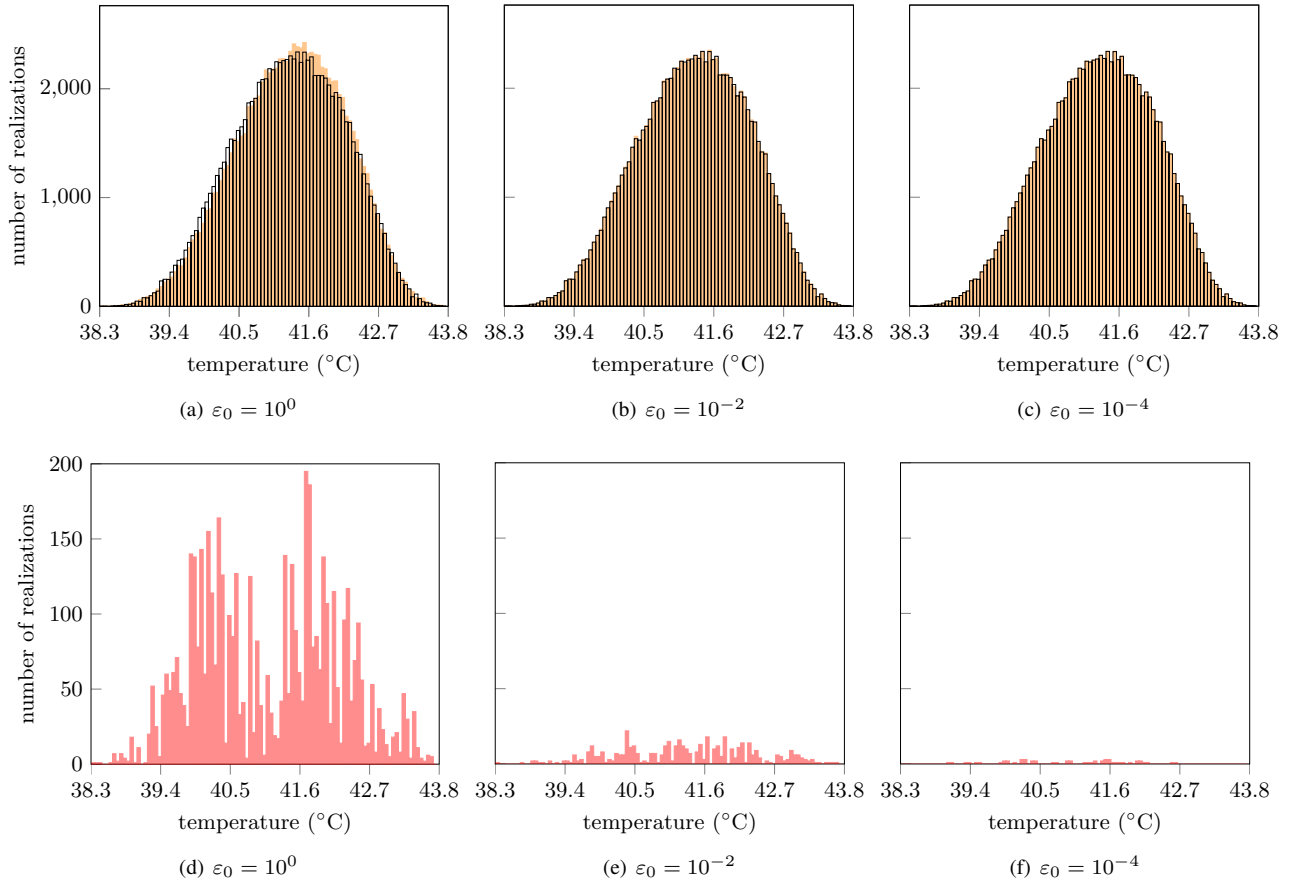 number of realizations
2,000
1,000
0
38.3 39.4 40.5 41.6 42.7 43.8
temperature (°C)
(a) ε₀ = 10⁰
38.3 39.4 40.5 41.6 42.7 43.8
temperature (°C)
(b) ε₀ = 10⁻²
38.3 39.4 40.5 41.6 42.7 43.8
temperature (°C)
(c) ε₀ = 10⁻⁴
number of realizations
200
150
100
50
0
38.3 39.4 40.5 41.6 42.7 43.8
temperature (°C)
(d) ε₀ = 10⁰
38.3 39.4 40.5 41.6 42.7 43.8
temperature (°C)
(e) ε₀ = 10⁻²
38.3 39.4 40.5 41.6 42.7 43.8
temperature (°C)
(f) ε₀ = 10⁻⁴